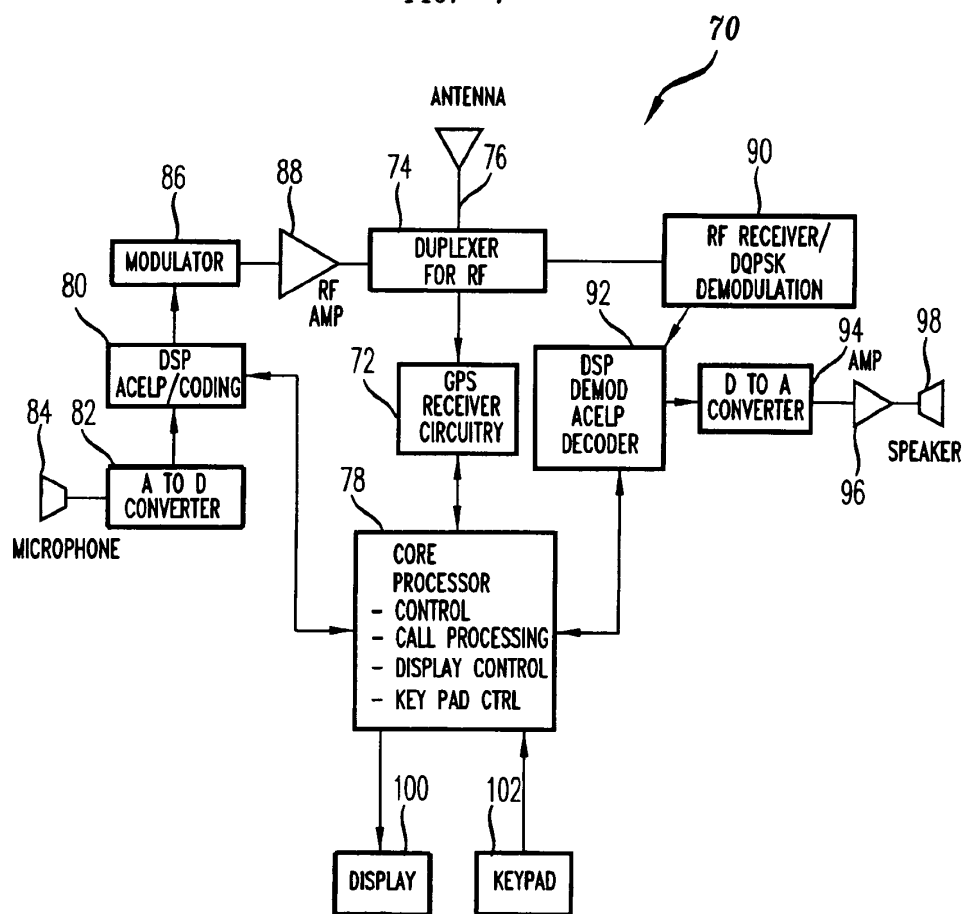 70
ANTENNA
76
74
88
86
90
MODULATOR
RF
AMP
DUPLEXER
FOR RF
RF RECEIVER/
DQPSK
DEMODULATION
80
DSP
ACELP/CODING
72
GPS
RECEIVER
CIRCUITRY
92
DSP
DEMOD
ACELP
DECODER
D TO A
CONVERTER
94
AMP
98
96
SPEAKER
84
82
A TO D
CONVERTER
MICROPHONE
78
CORE
PROCESSOR
- CONTROL
- CALL PROCESSING
- DISPLAY CONTROL
- KEY PAD CTRL
100
DISPLAY
102
KEYPAD